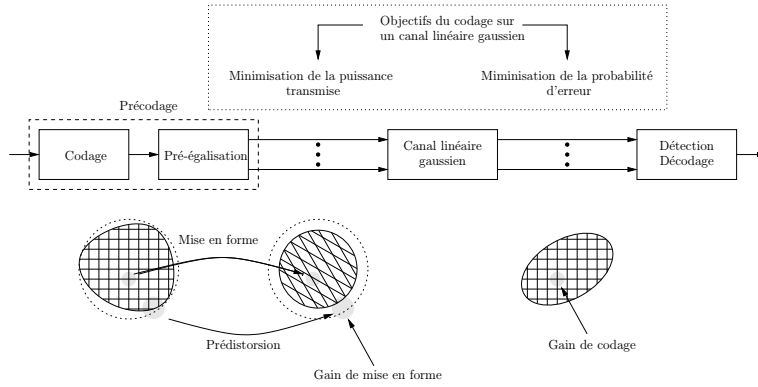 Objectifs du codage sur
un canal linéaire gaussien
Minimisation de la puissance
transmise
Miminisation de la probabilité
d'erreur
Précodage
Codage
Pré-égalisation
Canal linéaire
gaussien
Détection
Décodage
Mise en forme
Prédistorsion
Gain de mise en forme
Gain de codage